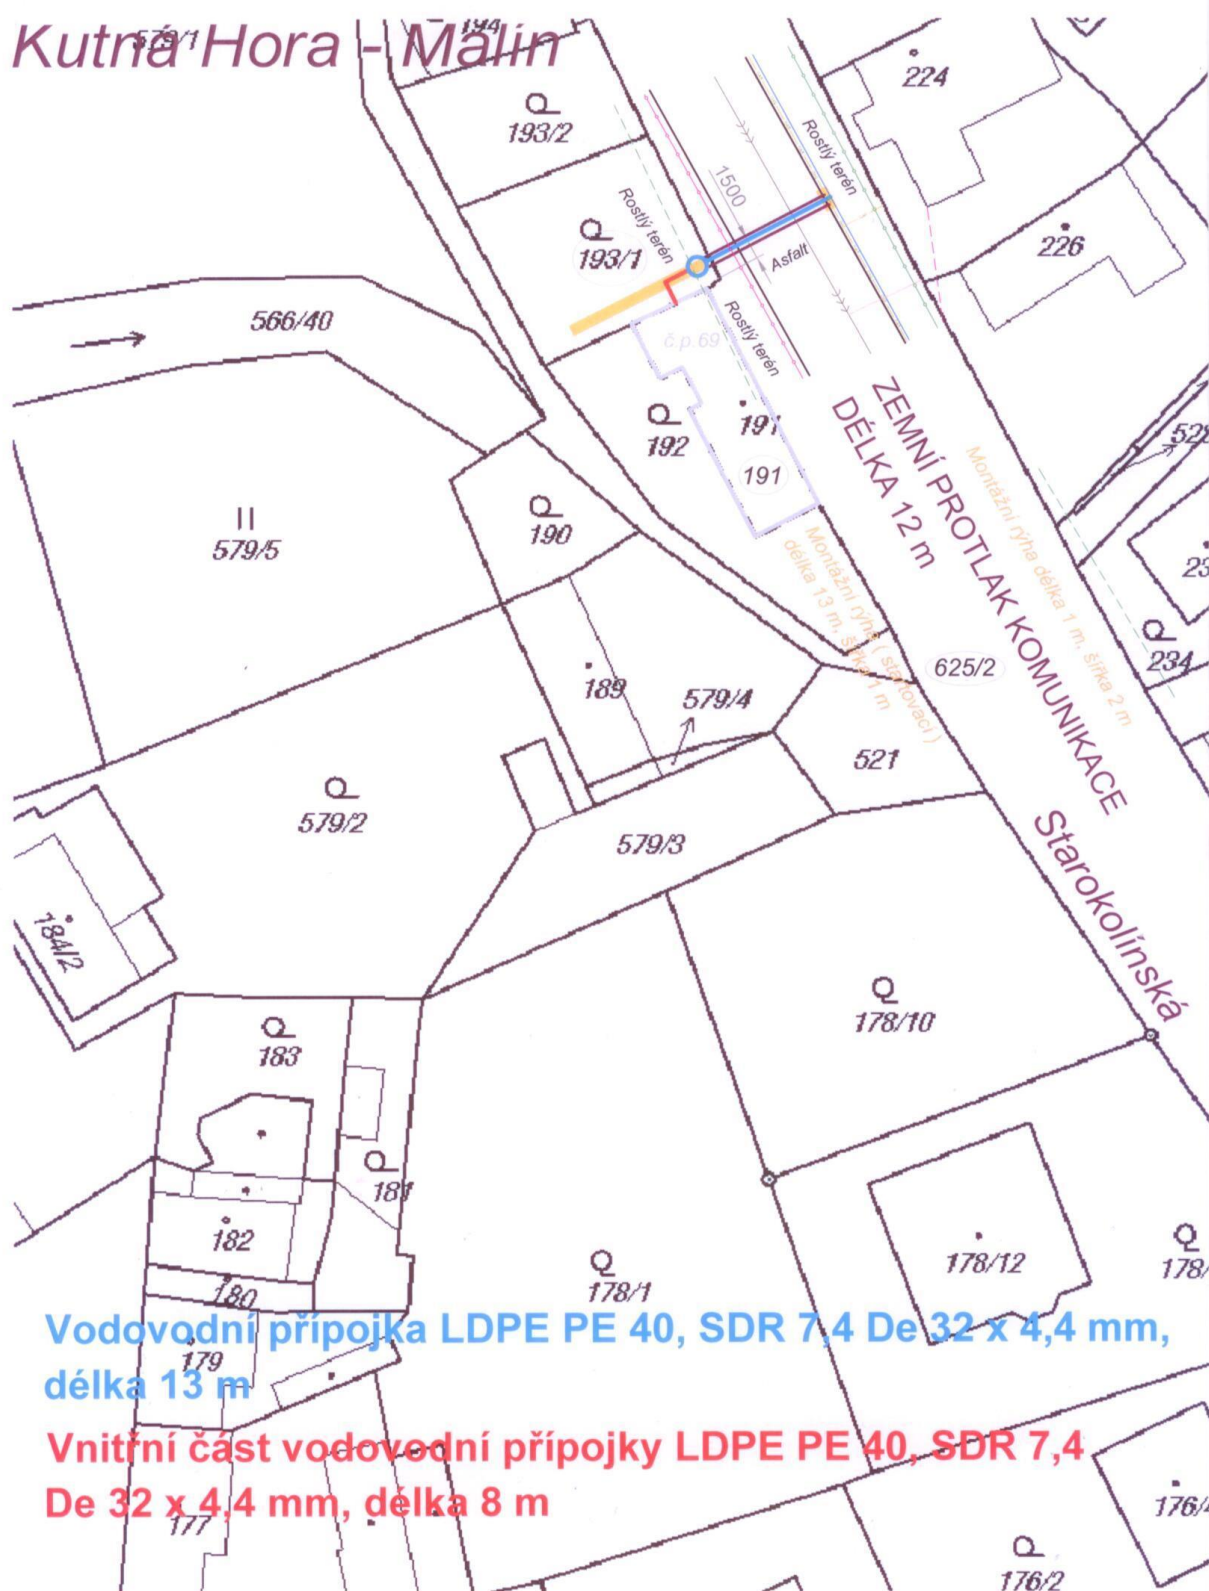 Kutná Hora - Malín
579/1
194
224
193/2
Rostlý terén
1500
Rostlý terén
193/1
226
Asfalt
566/40
Rostlý terén
č.p. 69
ZEMNÍ PROTLAK KOMUNIKACE
DÉLKA 12 m
192
191
528
191
Montážní rýha délka 1 m, šířka 2 m
579/5
190
Montážní rýha ( startovací )
délka 13 m, šířka 1 m
234
625/2
189
579/4
521
579/2
579/3
Starokolínská
184/2
178/10
183
181
182
178/12
178/1
180
Vodovodní přípojka LDPE PE 40, SDR 7,4 De 32 x 4,4 mm,
179
délka 13 m
Vnitřní část vodovodní přípojky LDPE PE 40, SDR 7,4
De 32 x 4,4 mm, délka 8 m
177
176/2